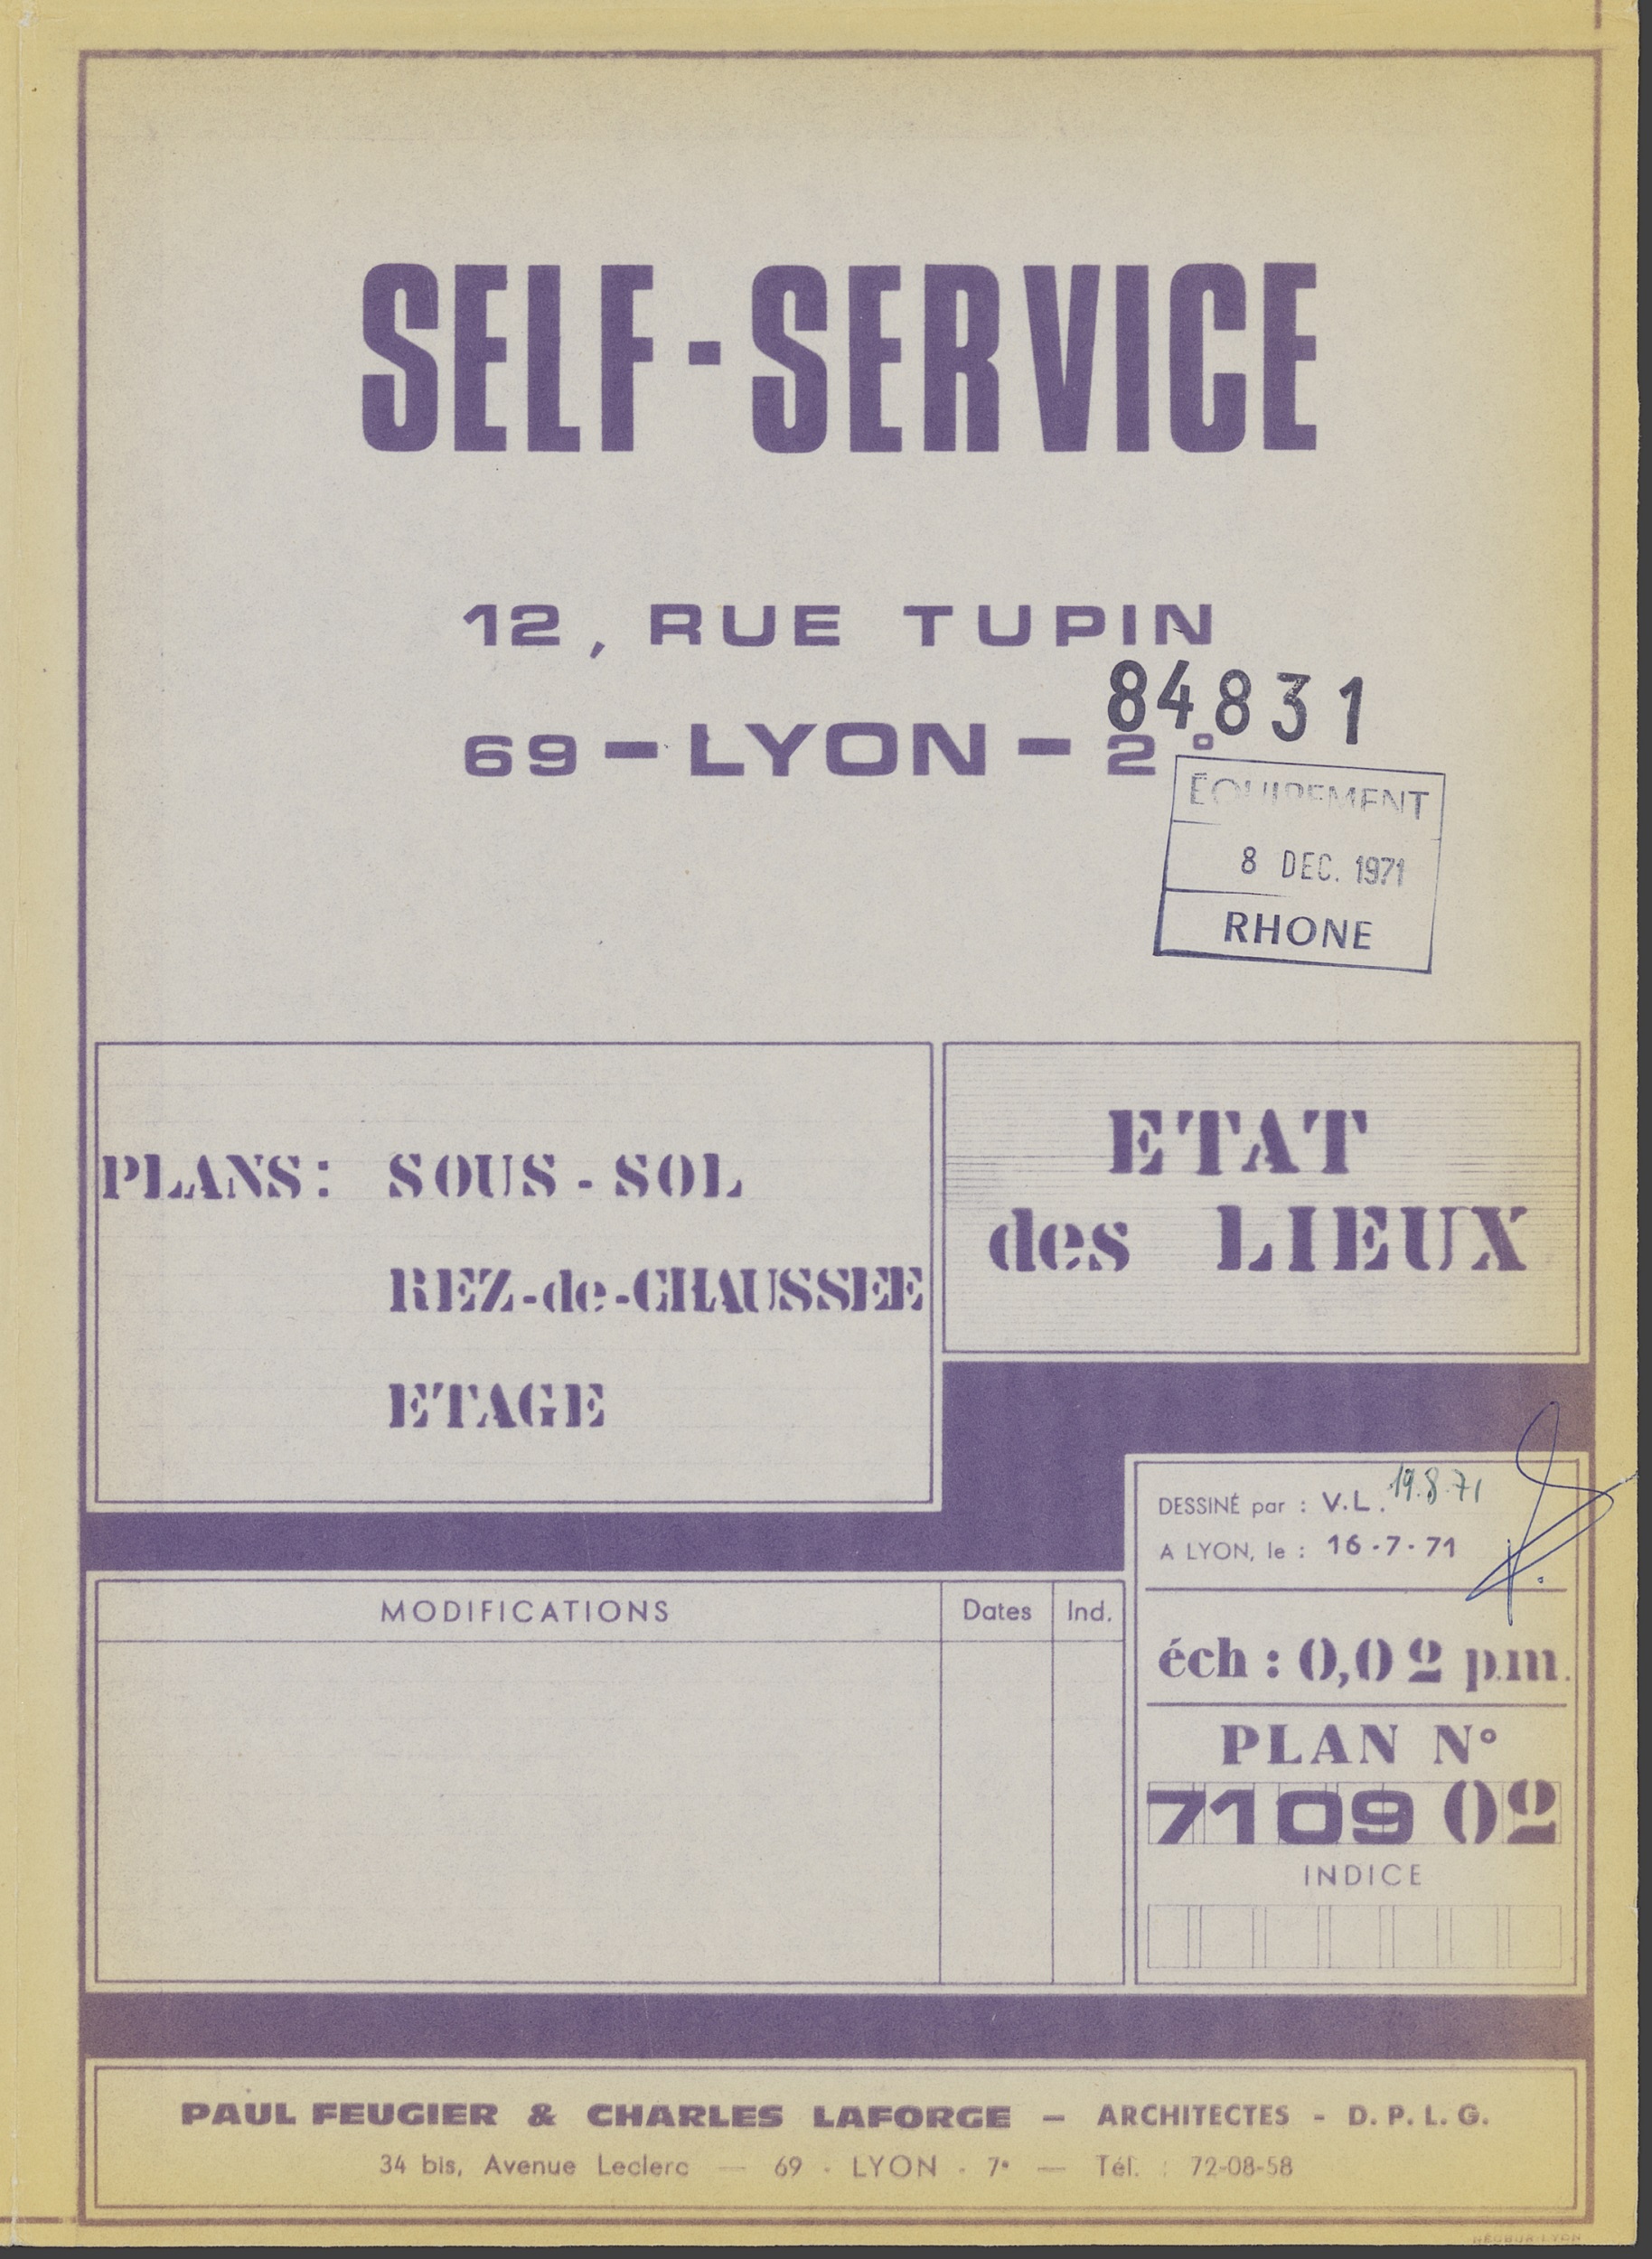 SELF-SERVICE
12, RUE TUPIN
84831
69-LYON-2°
ÉQUIPEMENT
8 DEC. 1971
RHONE
PLANS: SOUS-SOL
REZ-de-CHAUSSEE
ETAGE
ETAT
des LIEUX
DESSINÉ par : V.L. 19.8.71
A LYON, le : 16-7-71
éch : 0,02 p.m.
PLAN N°
7109 02
INDICE
MODIFICATIONS Dates Ind.
PAUL FEUGIER & CHARLES LAFORGE - ARCHITECTES - D.P.L.G.
34 bis, Avenue Leclerc — 69 - LYON - 7e — Tél. : 72-08-58